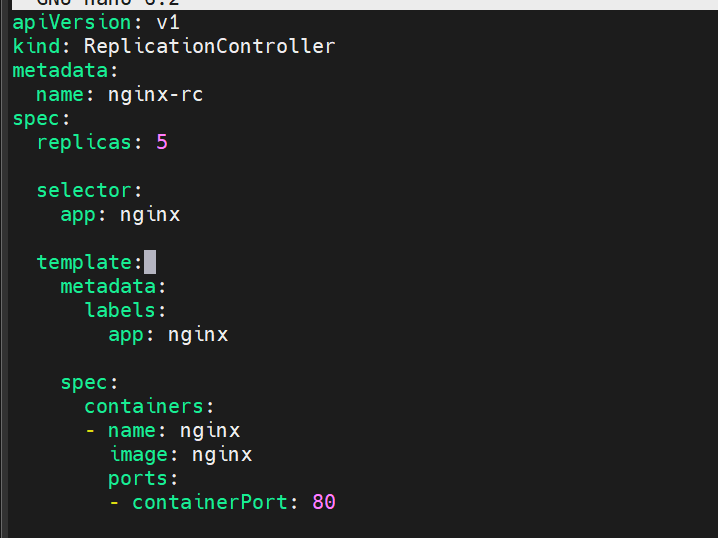 GNU nano 6.2
apiVersion: v1
kind: ReplicationController
metadata:
  name: nginx-rc
spec:
  replicas: 5
  selector:
    app: nginx
  template:
    metadata:
      labels:
        app: nginx
    spec:
      containers:
      - name: nginx
        image: nginx
        ports:
        - containerPort: 80